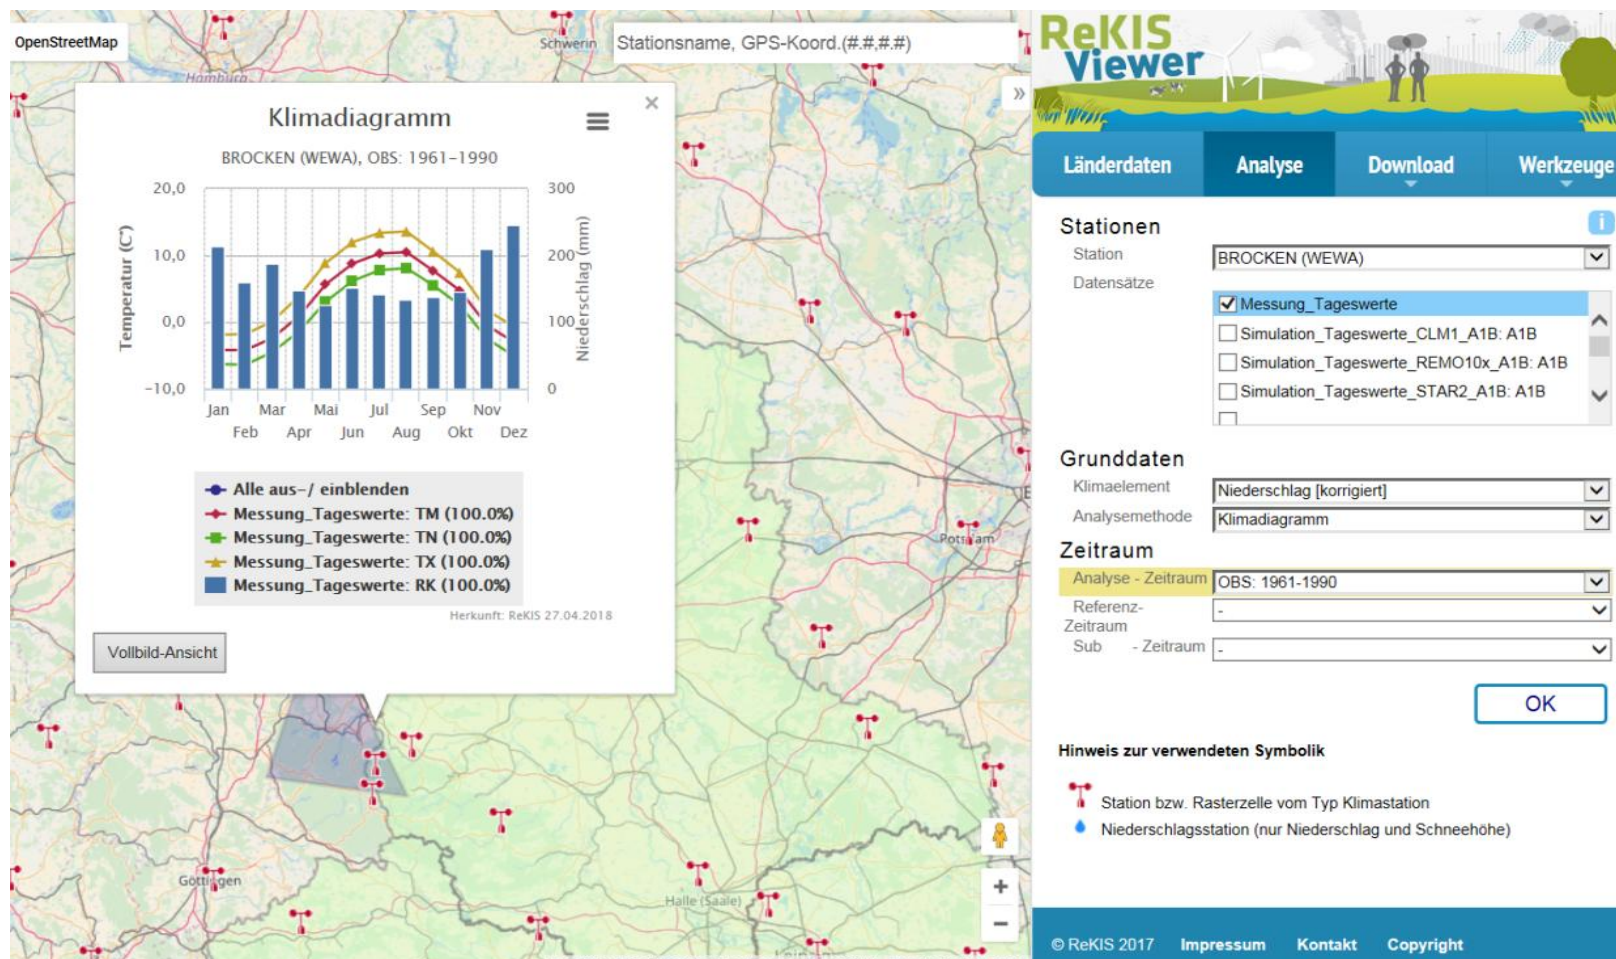 OpenStreetMap
Hamburg
Schwerin
Stationsname, GPS-Koord.(#.#,#.#)
»
×
Klimadiagramm
BROCKEN (WEWA), OBS: 1961-1990
20,0
10,0
0,0
-10,0
Temperatur (C°)
300
200
100
0
Niederschlag (mm)
Jan Mar Mai Jul Sep Nov
Feb Apr Jun Aug Okt Dez
Alle aus-/ einblenden
Messung_Tageswerte: TM (100.0%)
Messung_Tageswerte: TN (100.0%)
Messung_Tageswerte: TX (100.0%)
Messung_Tageswerte: RK (100.0%)
Herkunft: ReKIS 27.04.2018
Vollbild-Ansicht
Potsdam
Göttingen
Halle (Saale)
+
−
ReKIS
Viewer
Länderdaten Analyse Download Werkzeuge
Stationen
i
Station BROCKEN (WEWA)
Datensätze
Messung_Tageswerte
Simulation_Tageswerte_CLM1_A1B: A1B
Simulation_Tageswerte_REMO10x_A1B: A1B
Simulation_Tageswerte_STAR2_A1B: A1B
Grunddaten
Klimaelement Niederschlag [korrigiert]
Analysemethode Klimadiagramm
Zeitraum
Analyse - Zeitraum OBS: 1961-1990
Referenz- -
Zeitraum
Sub - Zeitraum -
OK
Hinweis zur verwendeten Symbolik
Station bzw. Rasterzelle vom Typ Klimastation
Niederschlagsstation (nur Niederschlag und Schneehöhe)
© ReKIS 2017 Impressum Kontakt Copyright